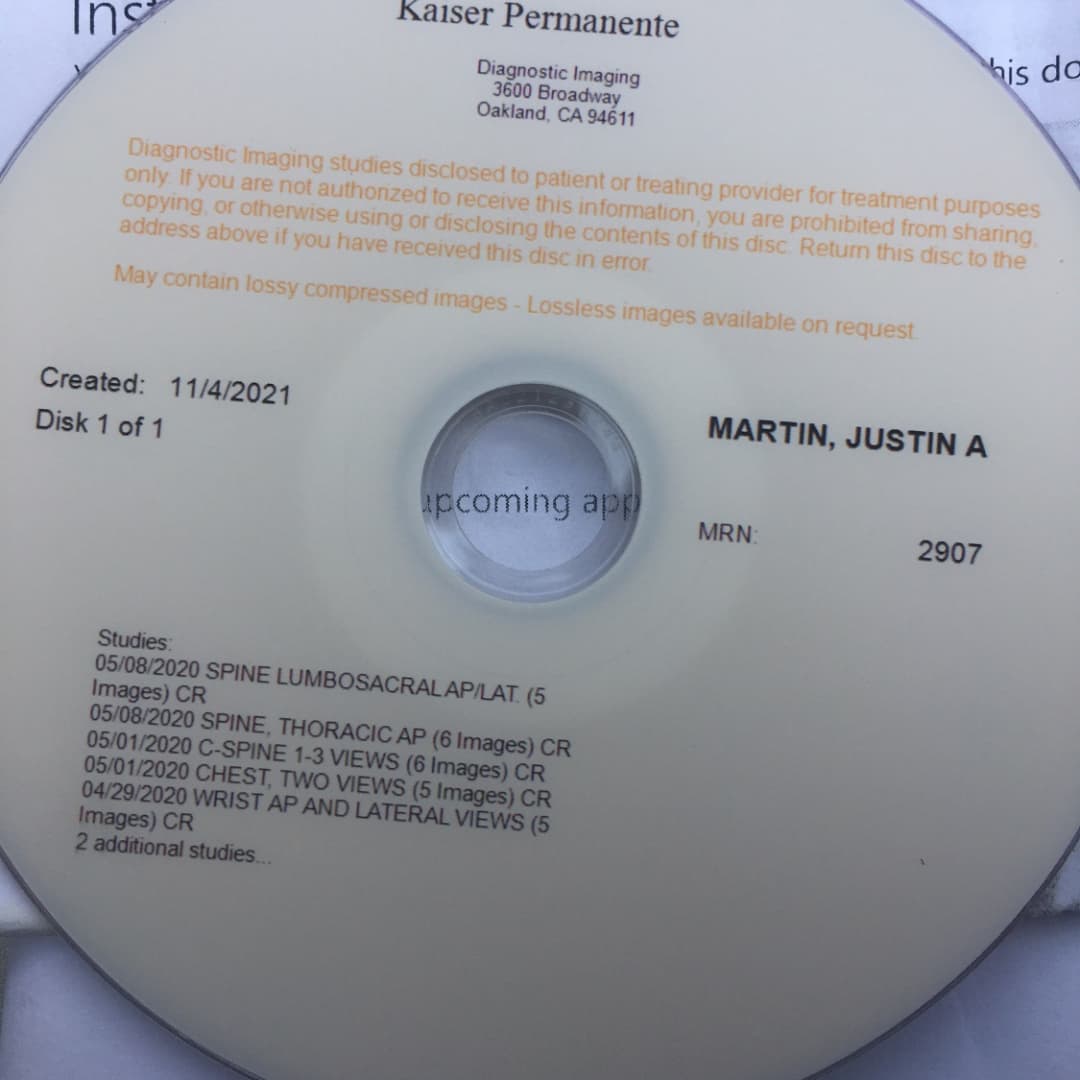 Kaiser Permanente
his do
Diagnostic Imaging
3600 Broadway
Oakland, CA 94611
Diagnostic Imaging studies disclosed to patient or treating provider for treatment purposes
only. If you are not authorized to receive this information, you are prohibited from sharing,
copying, or otherwise using or disclosing the contents of this disc. Return this disc to the
address above if you have received this disc in error.
May contain lossy compressed images - Lossless images available on request.
Created: 11/4/2021
Disk 1 of 1
MARTIN, JUSTIN A
upcoming app
MRN: 2907
Studies:
05/08/2020 SPINE LUMBOSACRAL AP/LAT. (5
Images) CR
05/08/2020 SPINE, THORACIC AP (6 Images) CR
05/01/2020 C-SPINE 1-3 VIEWS (6 Images) CR
05/01/2020 CHEST, TWO VIEWS (5 Images) CR
04/29/2020 WRIST AP AND LATERAL VIEWS (5
Images) CR
2 additional studies...